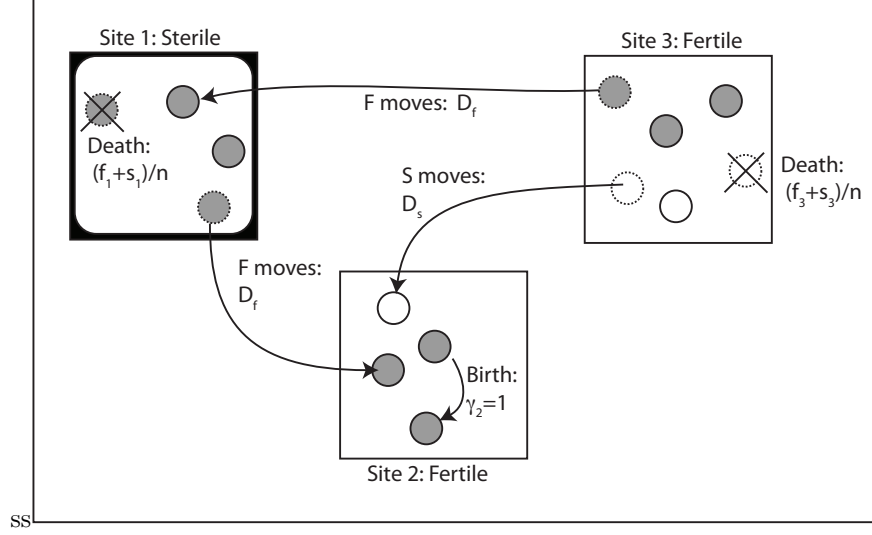 Site 1: Sterile
Site 3: Fertile
F moves: D_f
Death:
(f_1+s_1)/n
S moves:
D_s
Death:
(f_3+s_3)/n
F moves:
D_f
Birth:
γ_2=1
Site 2: Fertile
ss